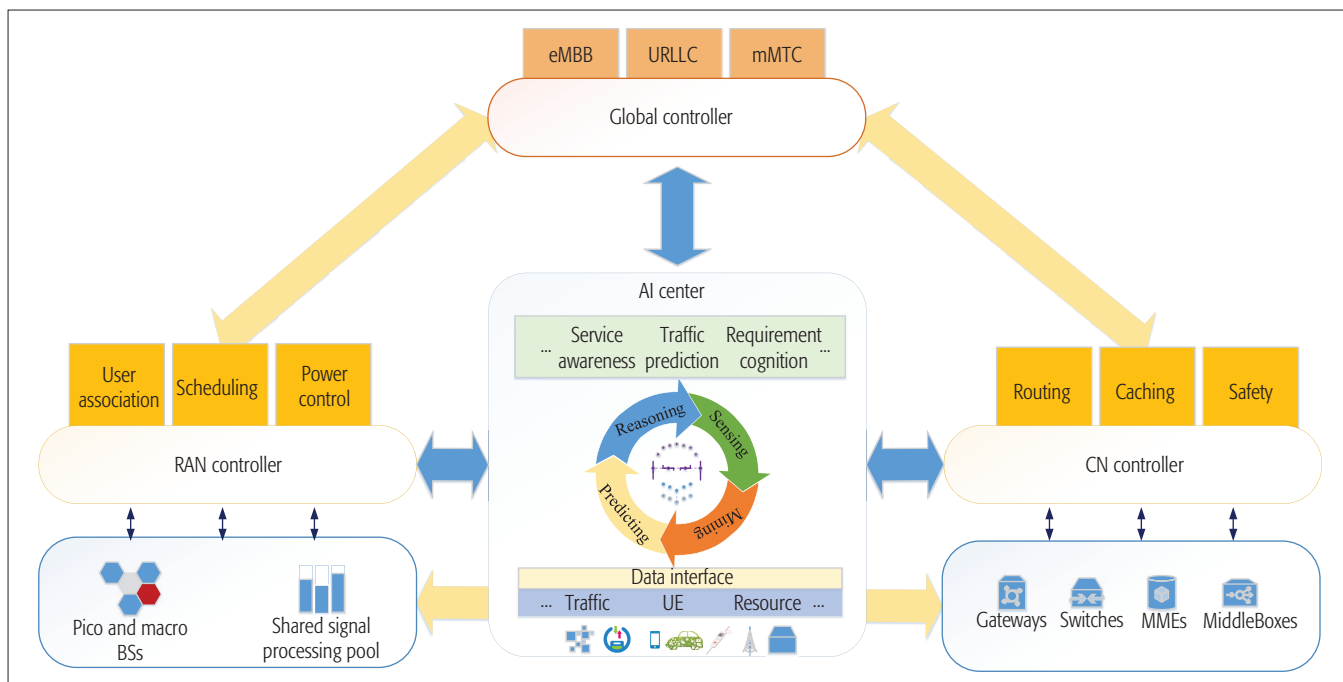 eMBB
URLLC
mMTC
Global controller
AI center
... Service awareness
Traffic prediction
Requirement cognition ...
User association
Scheduling
Power control
RAN controller
Reasoning
Sensing
Mining
Predicting
Routing
Caching
Safety
CN controller
Data interface
... Traffic UE Resource ...
Pico and macro
BSs
Shared signal
processing pool
Gateways
Switches
MMEs
MiddleBoxes